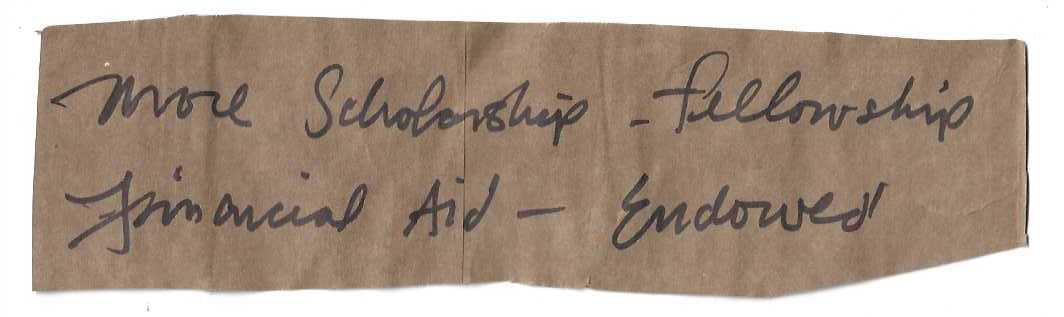 More Scholarship - Fellowship
Financial Aid - Endowed